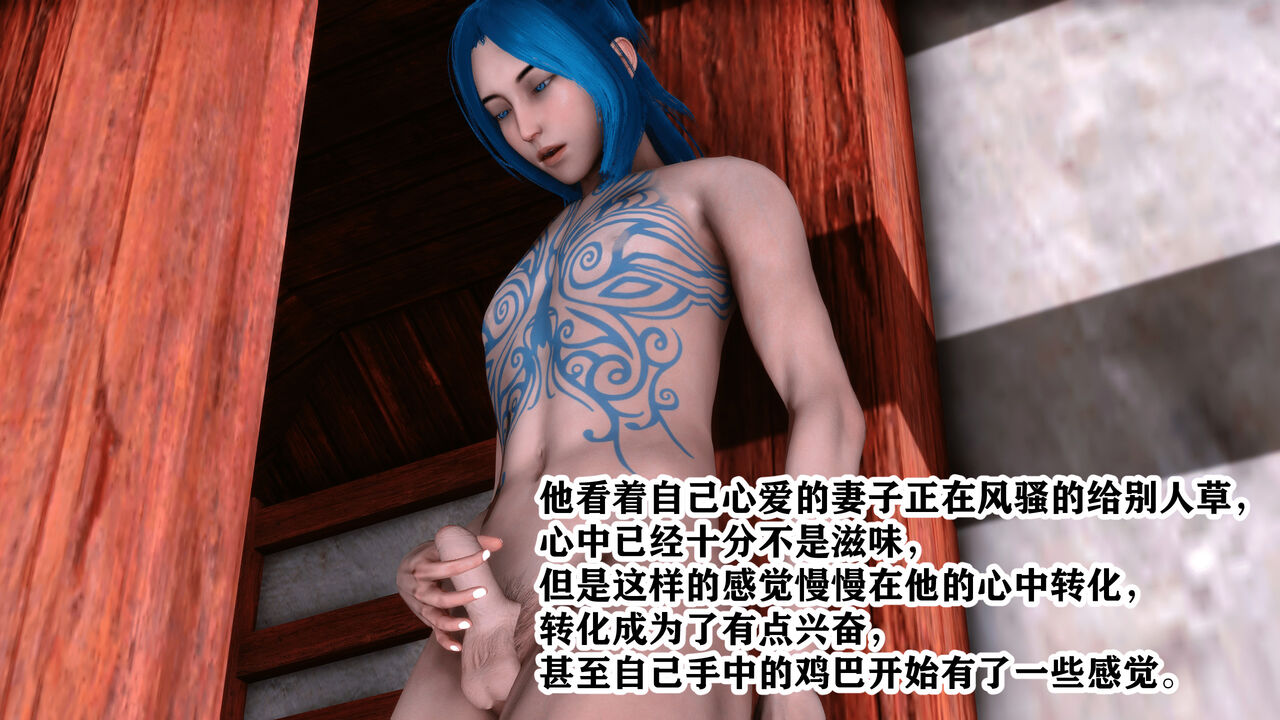 他看着自己心爱的妻子正在风骚的给别人草，
心中已经十分不是滋味，
但是这样的感觉慢慢在他的心中转化，
转化成为了有点兴奋，
甚至自己手中的鸡巴开始有了一些感觉。